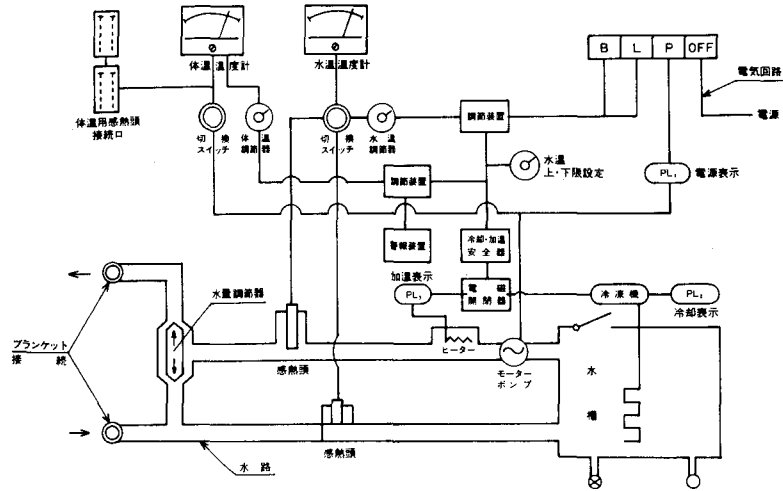 B L P OFF
電気回路
電源
体温温度計
水温温度計
体温用感熱頭
接続口
切換
スイッチ
体温
調節器
切換
スイッチ
水温
調節器
調節装置
水温
上・下限設定
調節装置
PL₁
電源表示
警報装置
冷却・加温
安全器
加温表示
PL₃
電磁
開閉器
冷凍機
PL₂
冷却表示
水量調節器
ブランケット
接続
感熱頭
ヒーター
モーター
ポンプ
水槽
感熱頭
水路